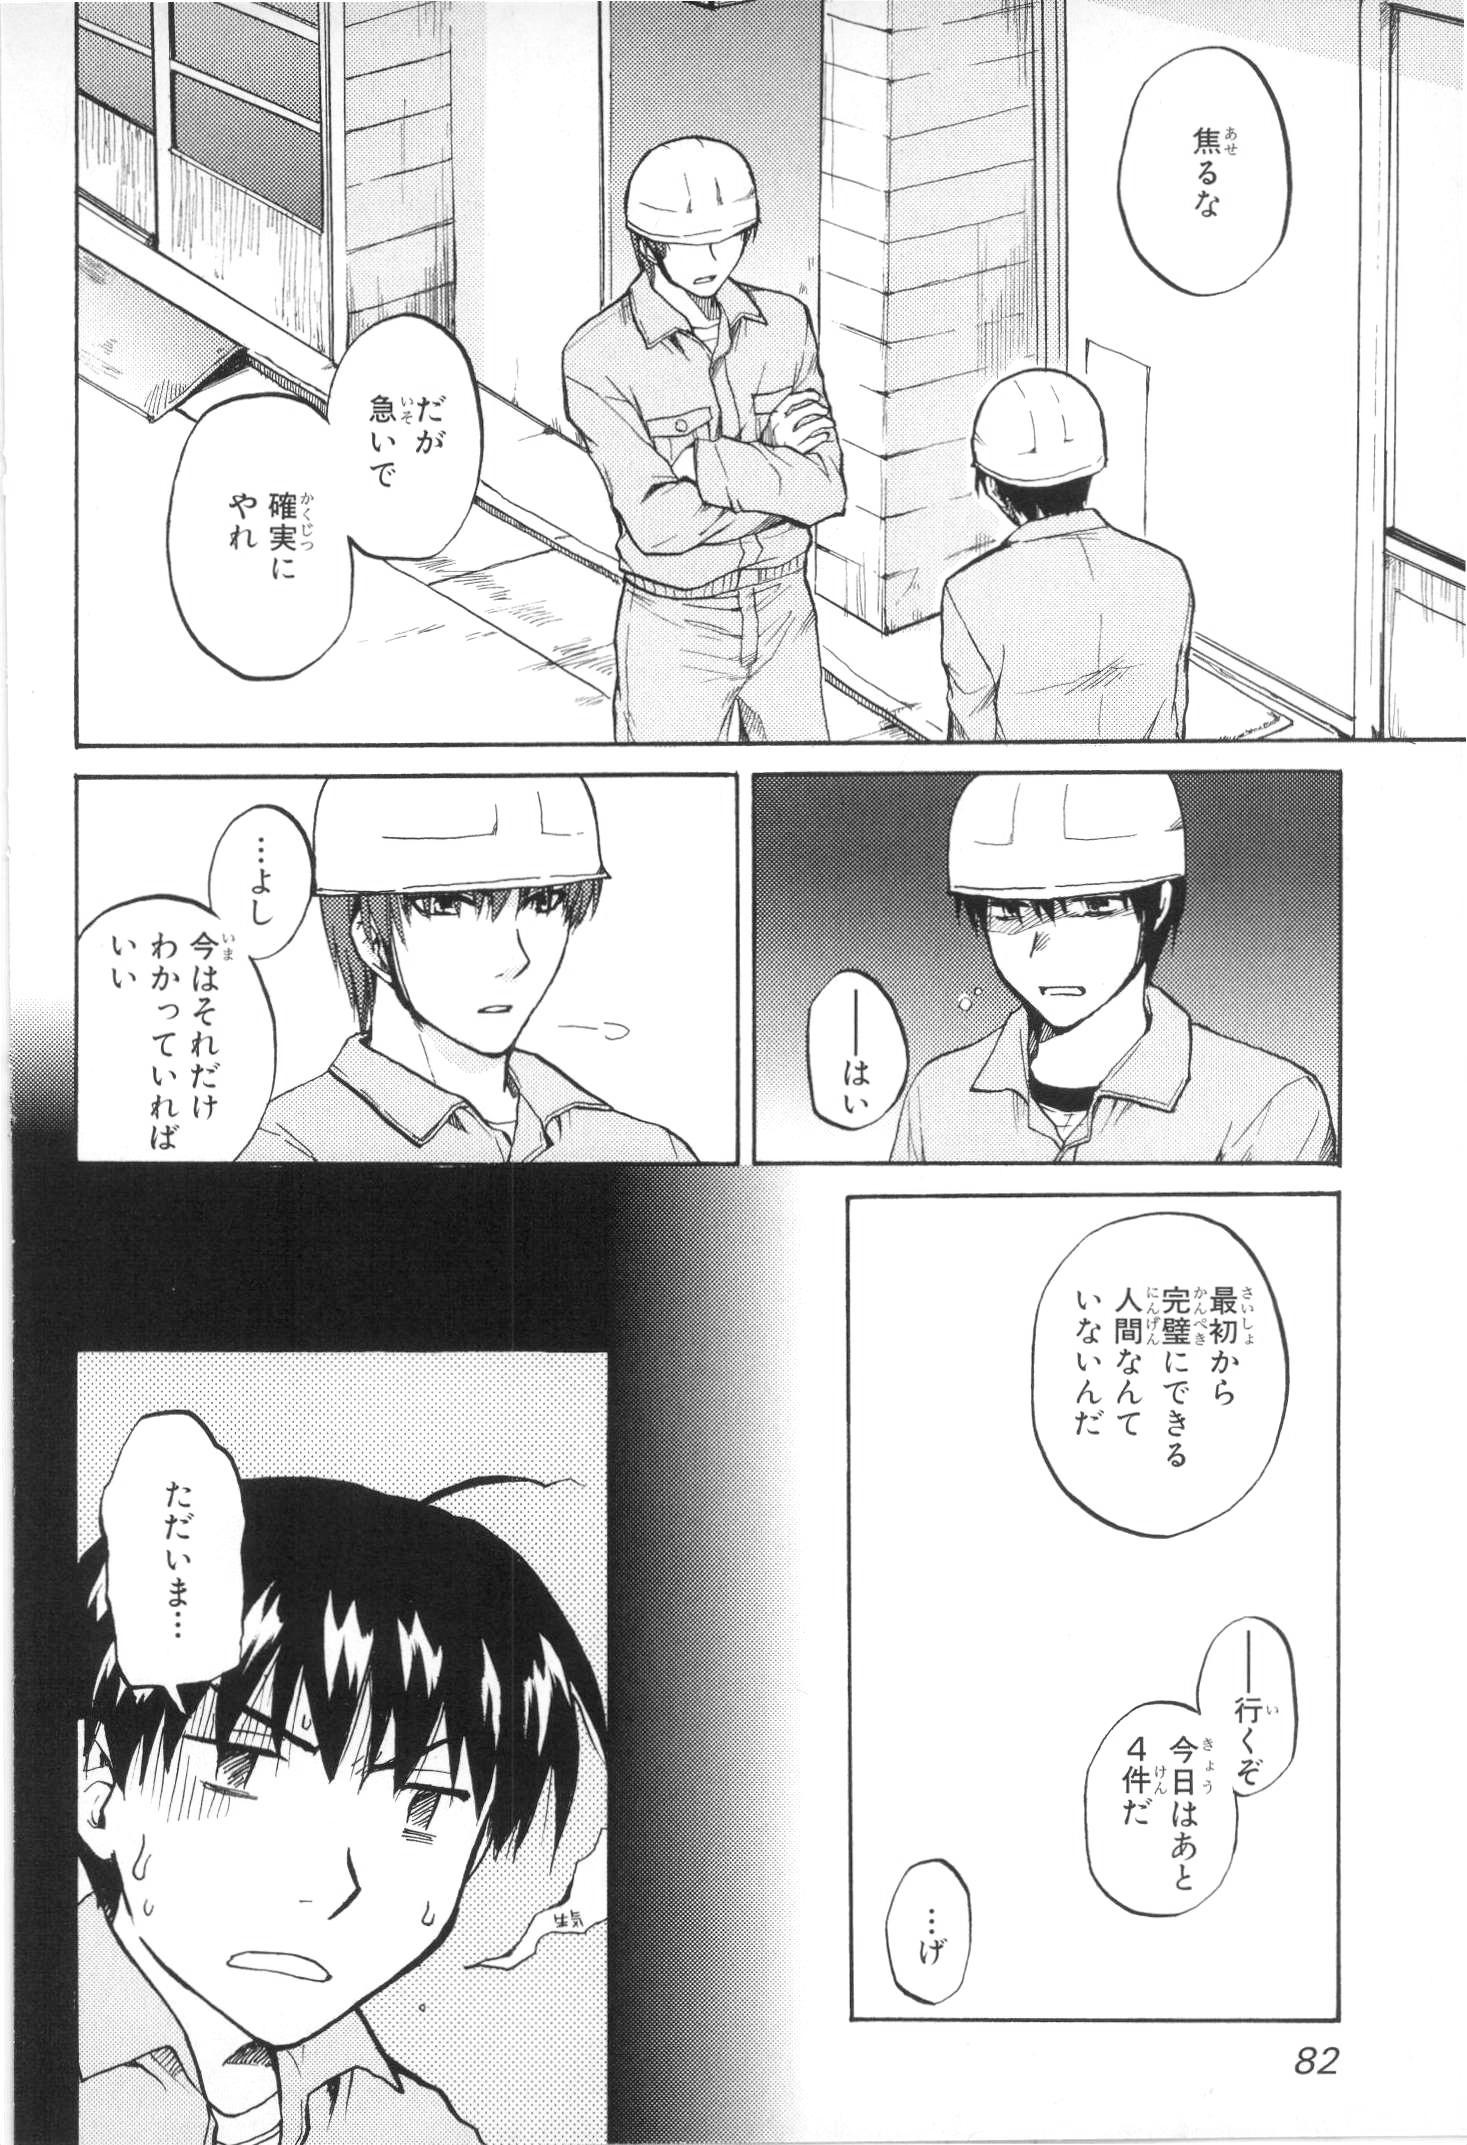 焦るな
だが
急いで
確実に
やれ
──はい
…よし
今はそれだけ
わかっていれば
いい
最初から
完璧にできる
人間なんて
いないんだ
──行くぞ
今日はあと
4件だ
…げ
ただいま…
生気
82